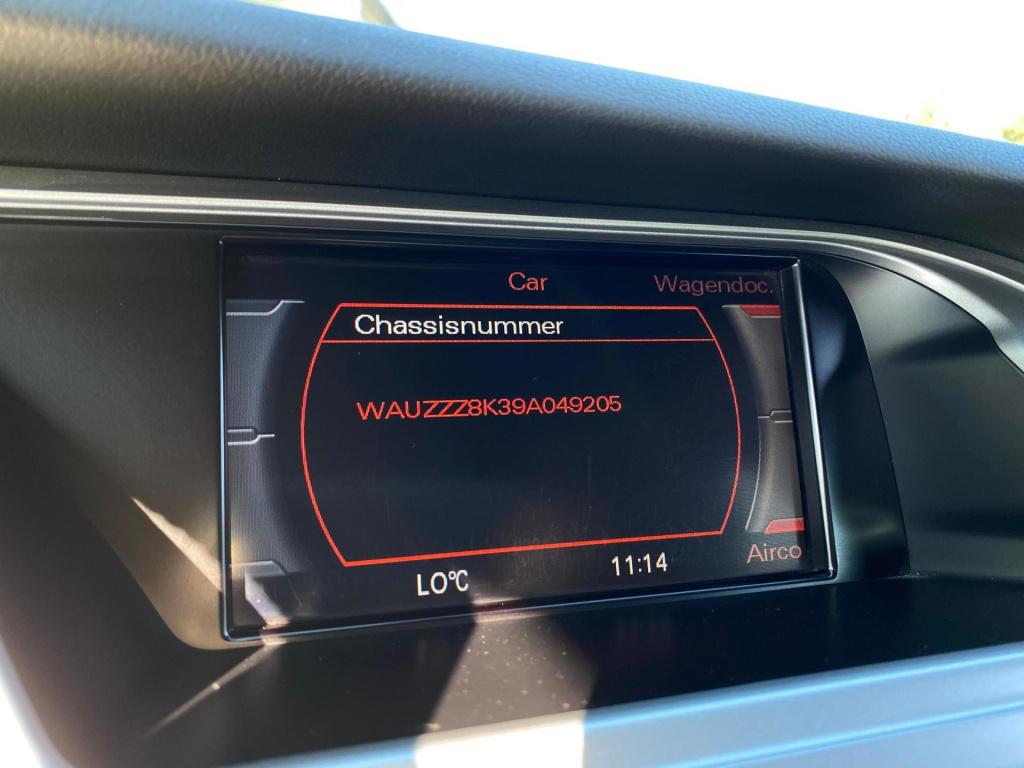 Car
Wagendoc.
Chassisnummer
WAUZZZ8K39A049205
LO°C
11:14
Airco